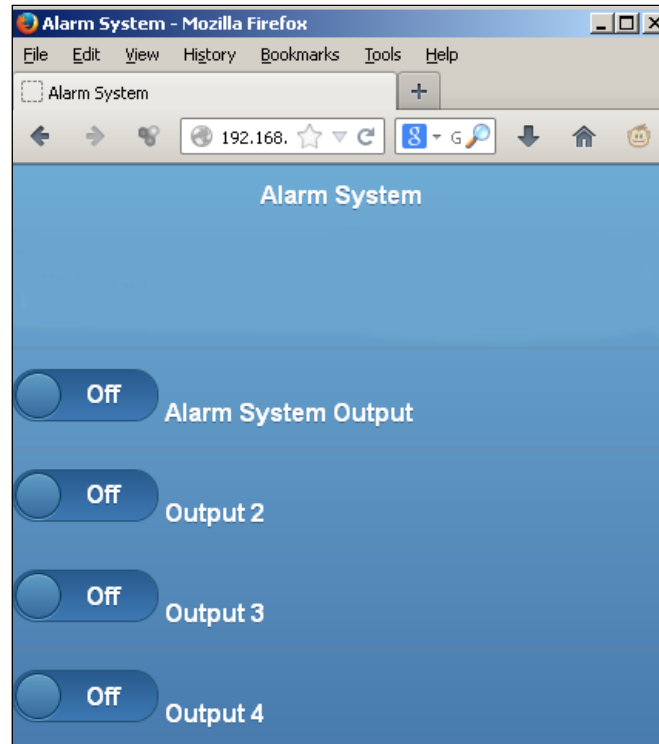 Alarm System - Mozilla Firefox
File Edit View History Bookmarks Tools Help
Alarm System
192.168. G
Alarm System
Off Alarm System Output
Off Output 2
Off Output 3
Off Output 4